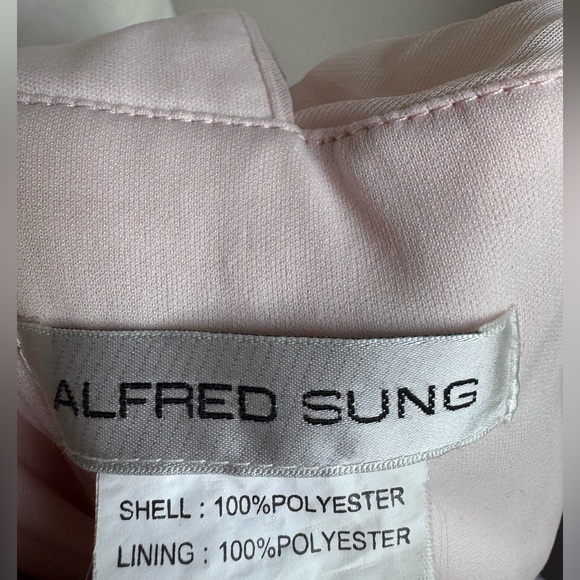 ALFRED SUNG
SHELL : 100%POLYESTER
LINING : 100%POLYESTER